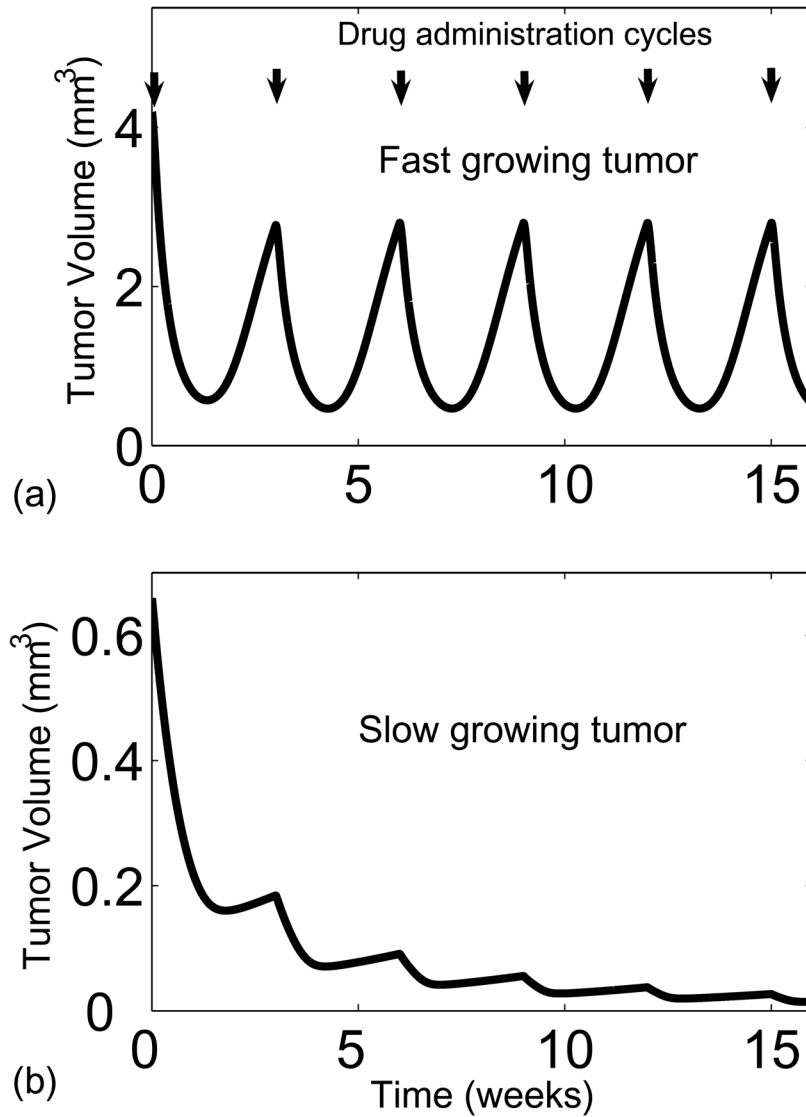 Drug administration cycles
Fast growing tumor
Tumor Volume (mm³)
4
2
0
0 5 10 15
(a)
Slow growing tumor
Tumor Volume (mm³)
0.6
0.4
0.2
0
0 5 10 15
(b)
Time (weeks)